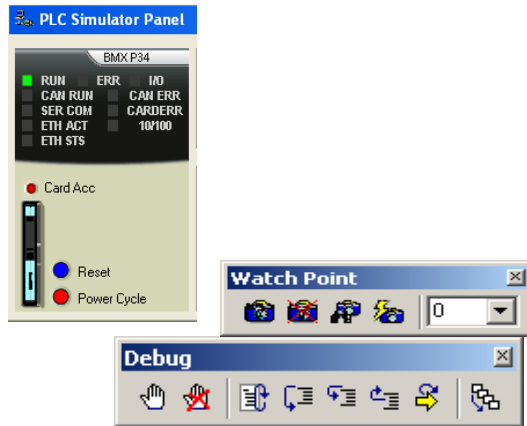 PLC Simulator Panel
BMX P34
RUN ERR I/O
CAN RUN CAN ERR
SER COM CARDERR
ETH ACT 10/100
ETH STS
Card Acc
Reset
Power Cycle
Watch Point
0
Debug